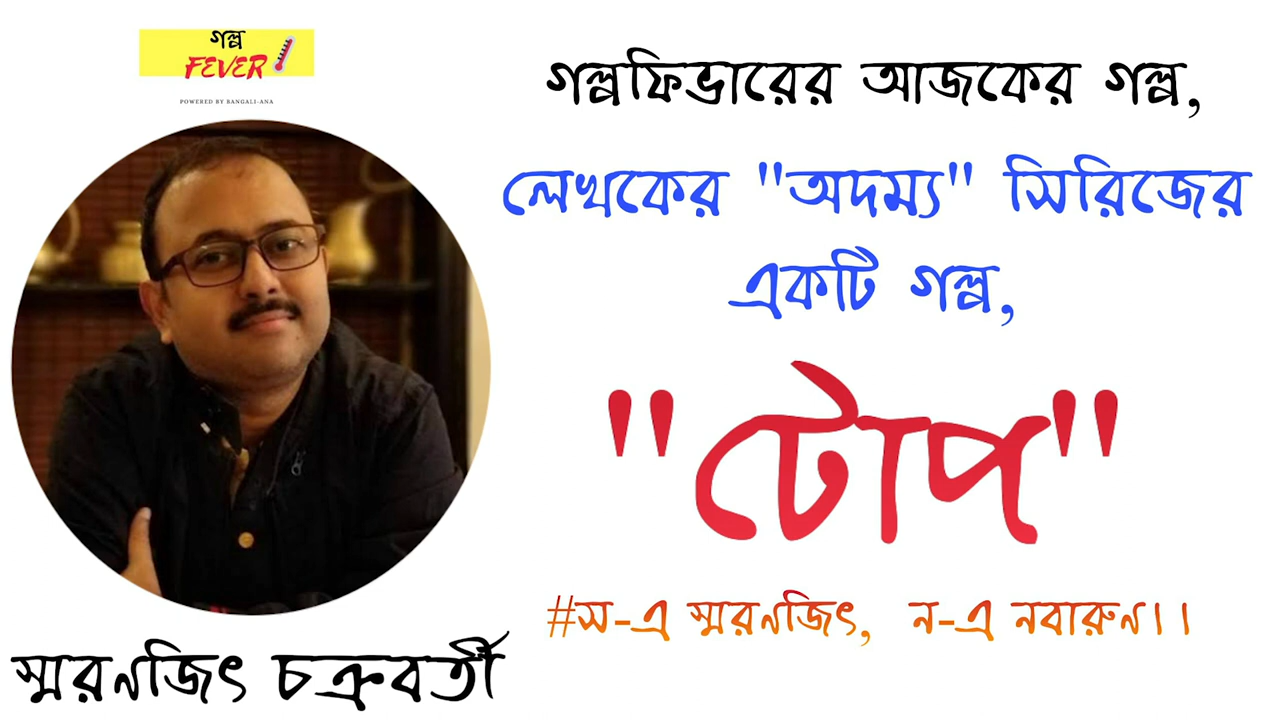 গল্প
FEVER
POWERED BY BANGALI-ANA
গল্পফিভারের আজকের গল্প,
লেখকের "অদম্য" সিরিজের
একটি গল্প,
"টোপ"
#স-এ স্মরণজিৎ, ন-এ নবারুণ।।
স্মরণজিৎ চক্রবর্তী